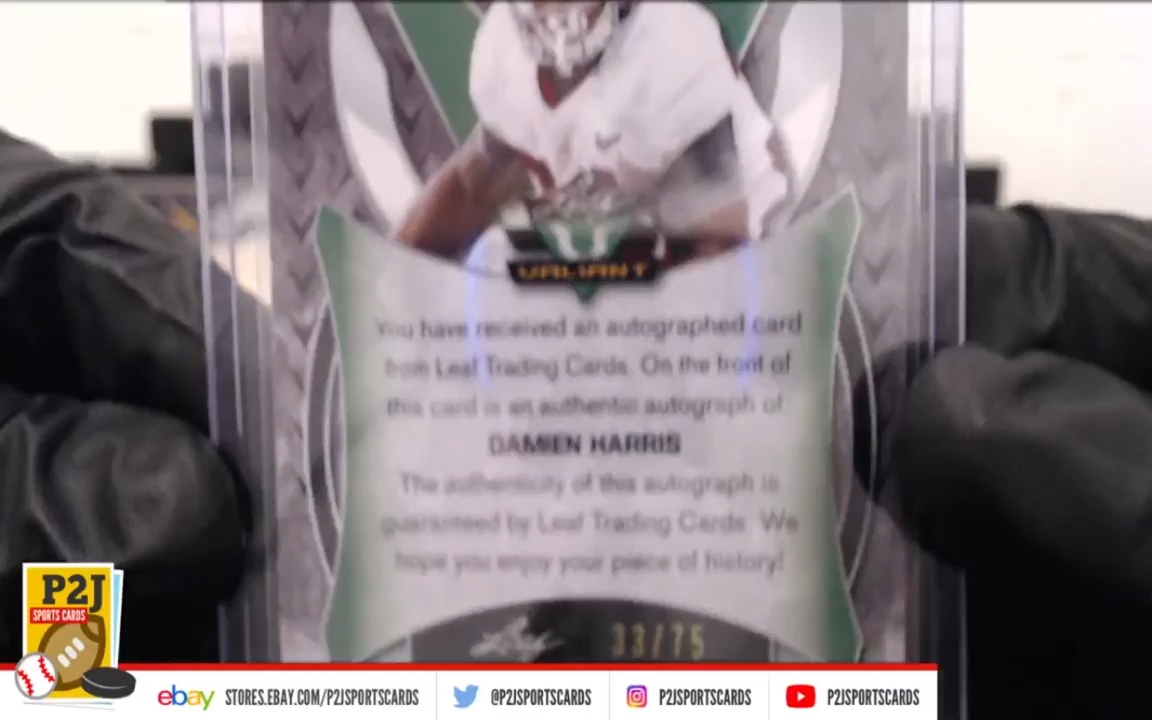 VALIANT
You have received an autographed card
from Leaf Trading Cards. On the front of
this card is an authentic autograph of:
DAMIEN HARRIS
The authenticity of this autograph is
guaranteed by Leaf Trading Cards. We
hope you enjoy your piece of history!
Leaf 33/75
P2J
SPORTS CARDS
ebay STORES.EBAY.COM/P2JSPORTSCARDS @P2JSPORTSCARDS P2JSPORTSCARDS P2JSPORTSCARDS